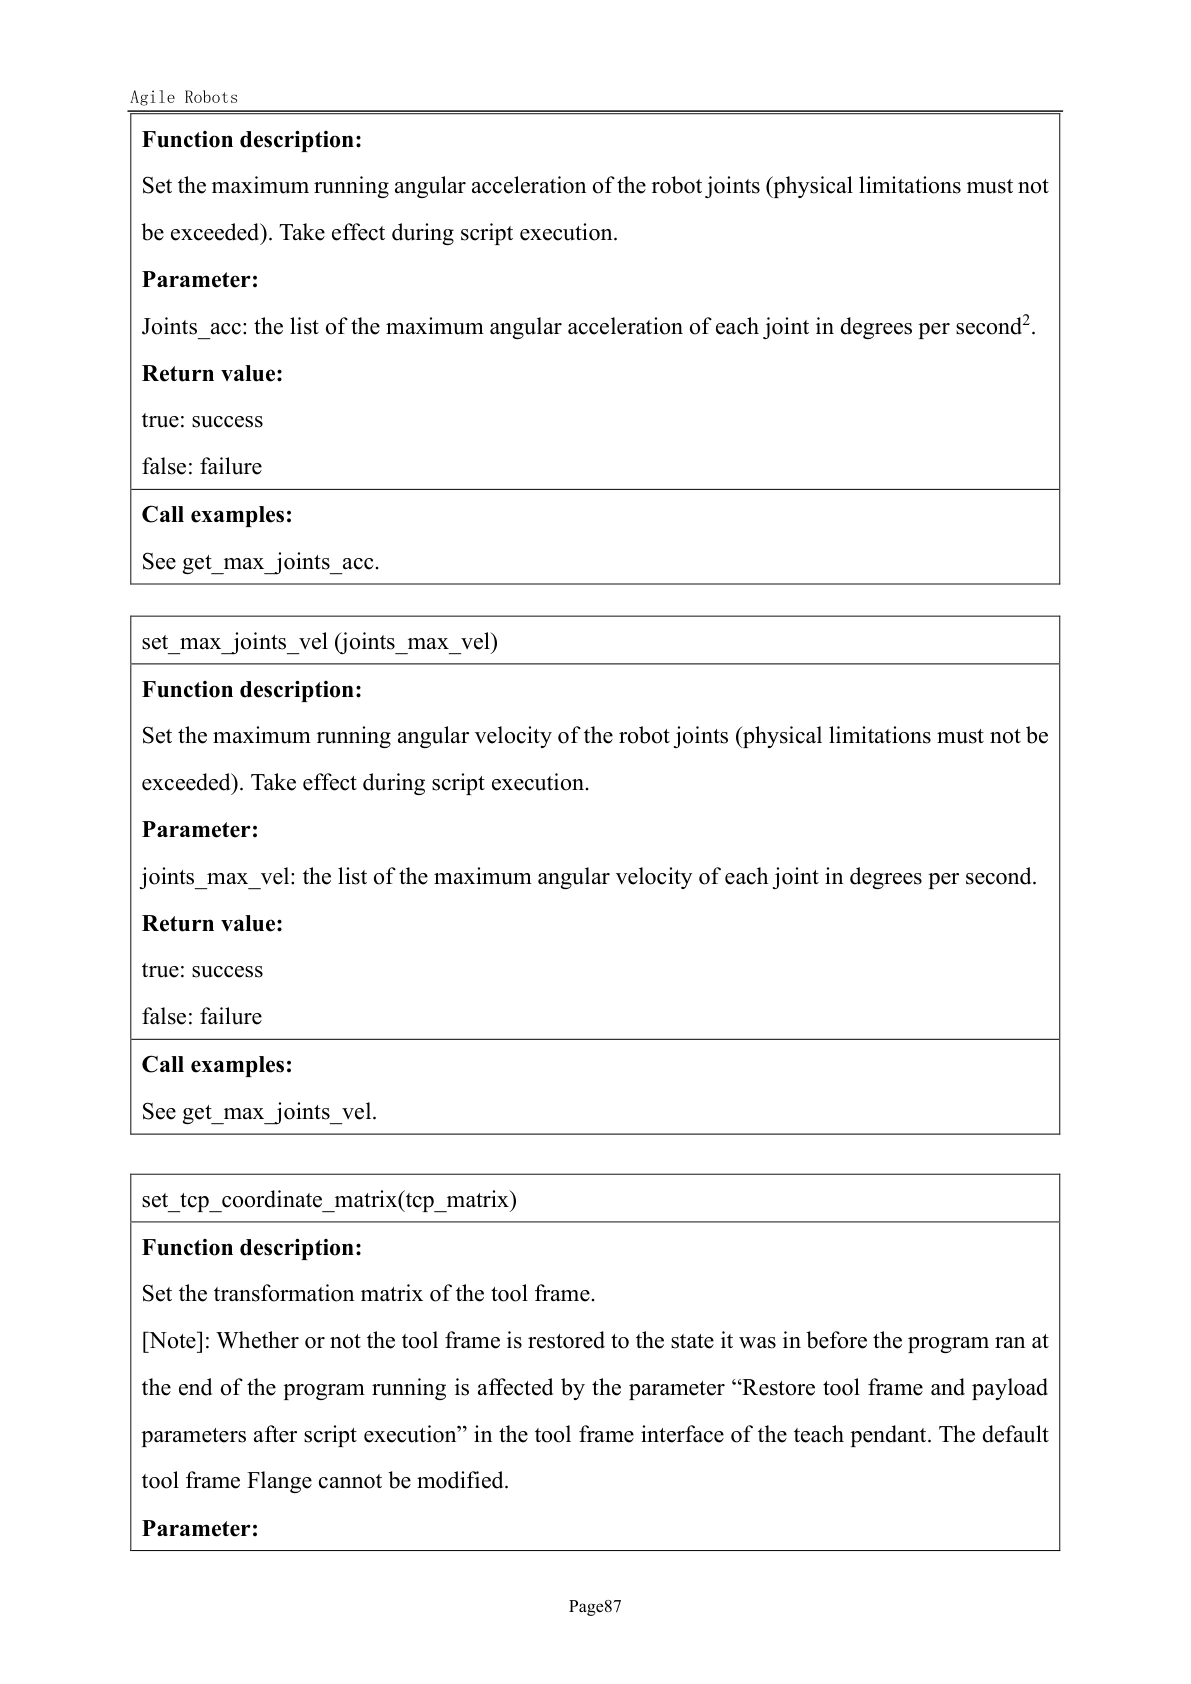 Agile Robots
Function description:
Set the maximum running angular acceleration of the robot joints (physical limitations must not
be exceeded). Take effect during script execution.
Parameter:
Joints_acc: the list of the maximum angular acceleration of each joint in degrees per second².
Return value:
true: success
false: failure
Call examples:
See get_max_joints_acc.
set_max_joints_vel (joints_max_vel)
Function description:
Set the maximum running angular velocity of the robot joints (physical limitations must not be
exceeded). Take effect during script execution.
Parameter:
joints_max_vel: the list of the maximum angular velocity of each joint in degrees per second.
Return value:
true: success
false: failure
Call examples:
See get_max_joints_vel.
set_tcp_coordinate_matrix(tcp_matrix)
Function description:
Set the transformation matrix of the tool frame.
[Note]: Whether or not the tool frame is restored to the state it was in before the program ran at
the end of the program running is affected by the parameter “Restore tool frame and payload
parameters after script execution” in the tool frame interface of the teach pendant. The default
tool frame Flange cannot be modified.
Parameter:
Page87